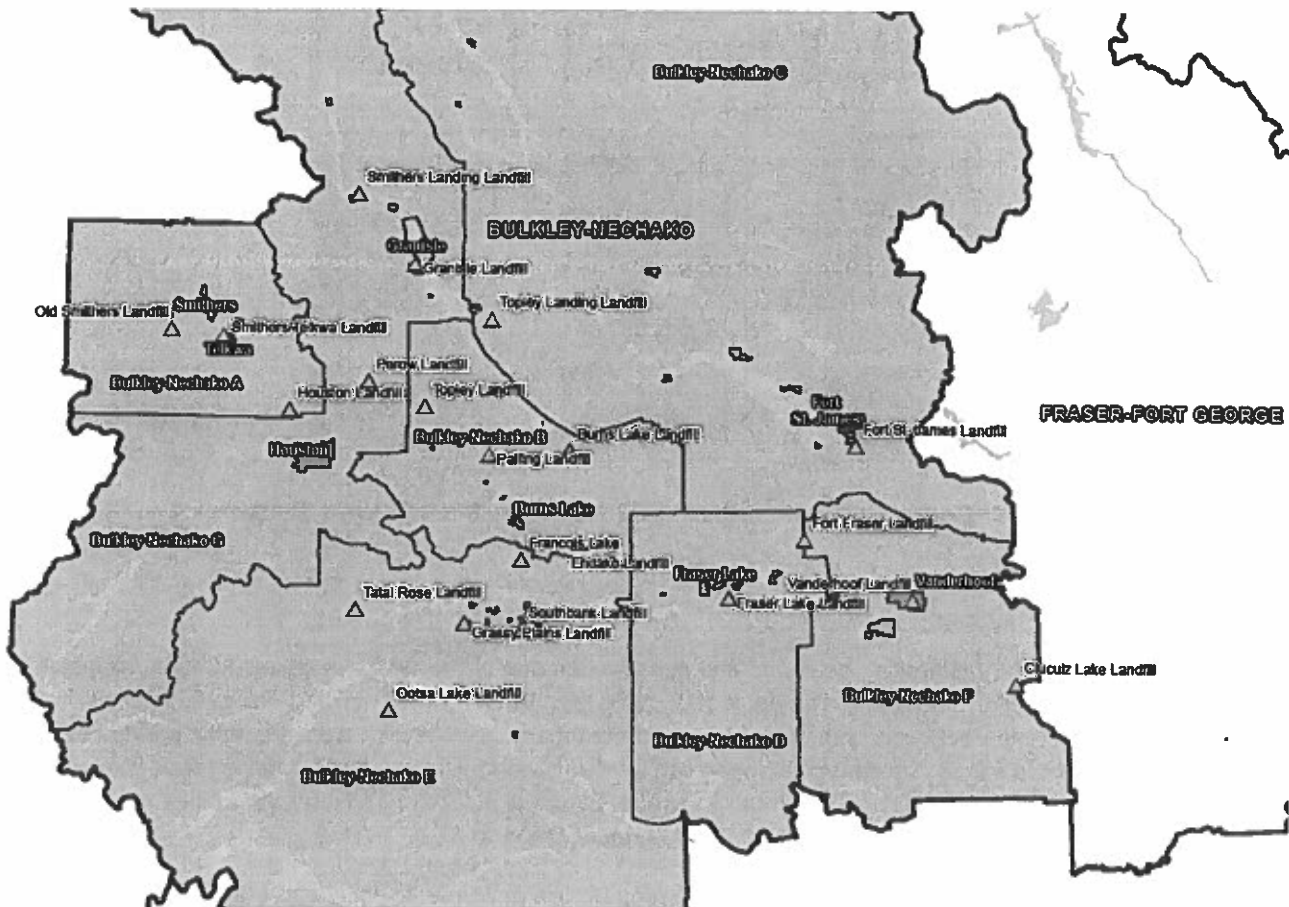 Bulkley-Nechako C
Smithers Landing Landfill
BULKLEY-NECHAKO
Granisle
Granisle Landfill
Topley Landing Landfill
Old Smithers Landfill
Smithers
Smithers-Telkwa Landfill
Telkwa
Bulkley-Nechako A
Perow Landfill
Houston Landfill
Topley Landfill
Fort
St. James
FRASER-FORT GEORGE
Fort St. James Landfill
Houston
Bulkley-Nechako B
Burns Lake Landfill
Palling Landfill
Burns Lake
Fort Fraser Landfill
Bulkley-Nechako G
Francois Lake
Endako Landfill
Fraser Lake
Vanderhoof Landfill
Vanderhoof
Tatal Rose Landfill
Southbank Landfill
Fraser Lake Landfill
Grassy Plains Landfill
Cluculz Lake Landfill
Ootsa Lake Landfill
Bulkley-Nechako F
Bulkley-Nechako D
Bulkley-Nechako E